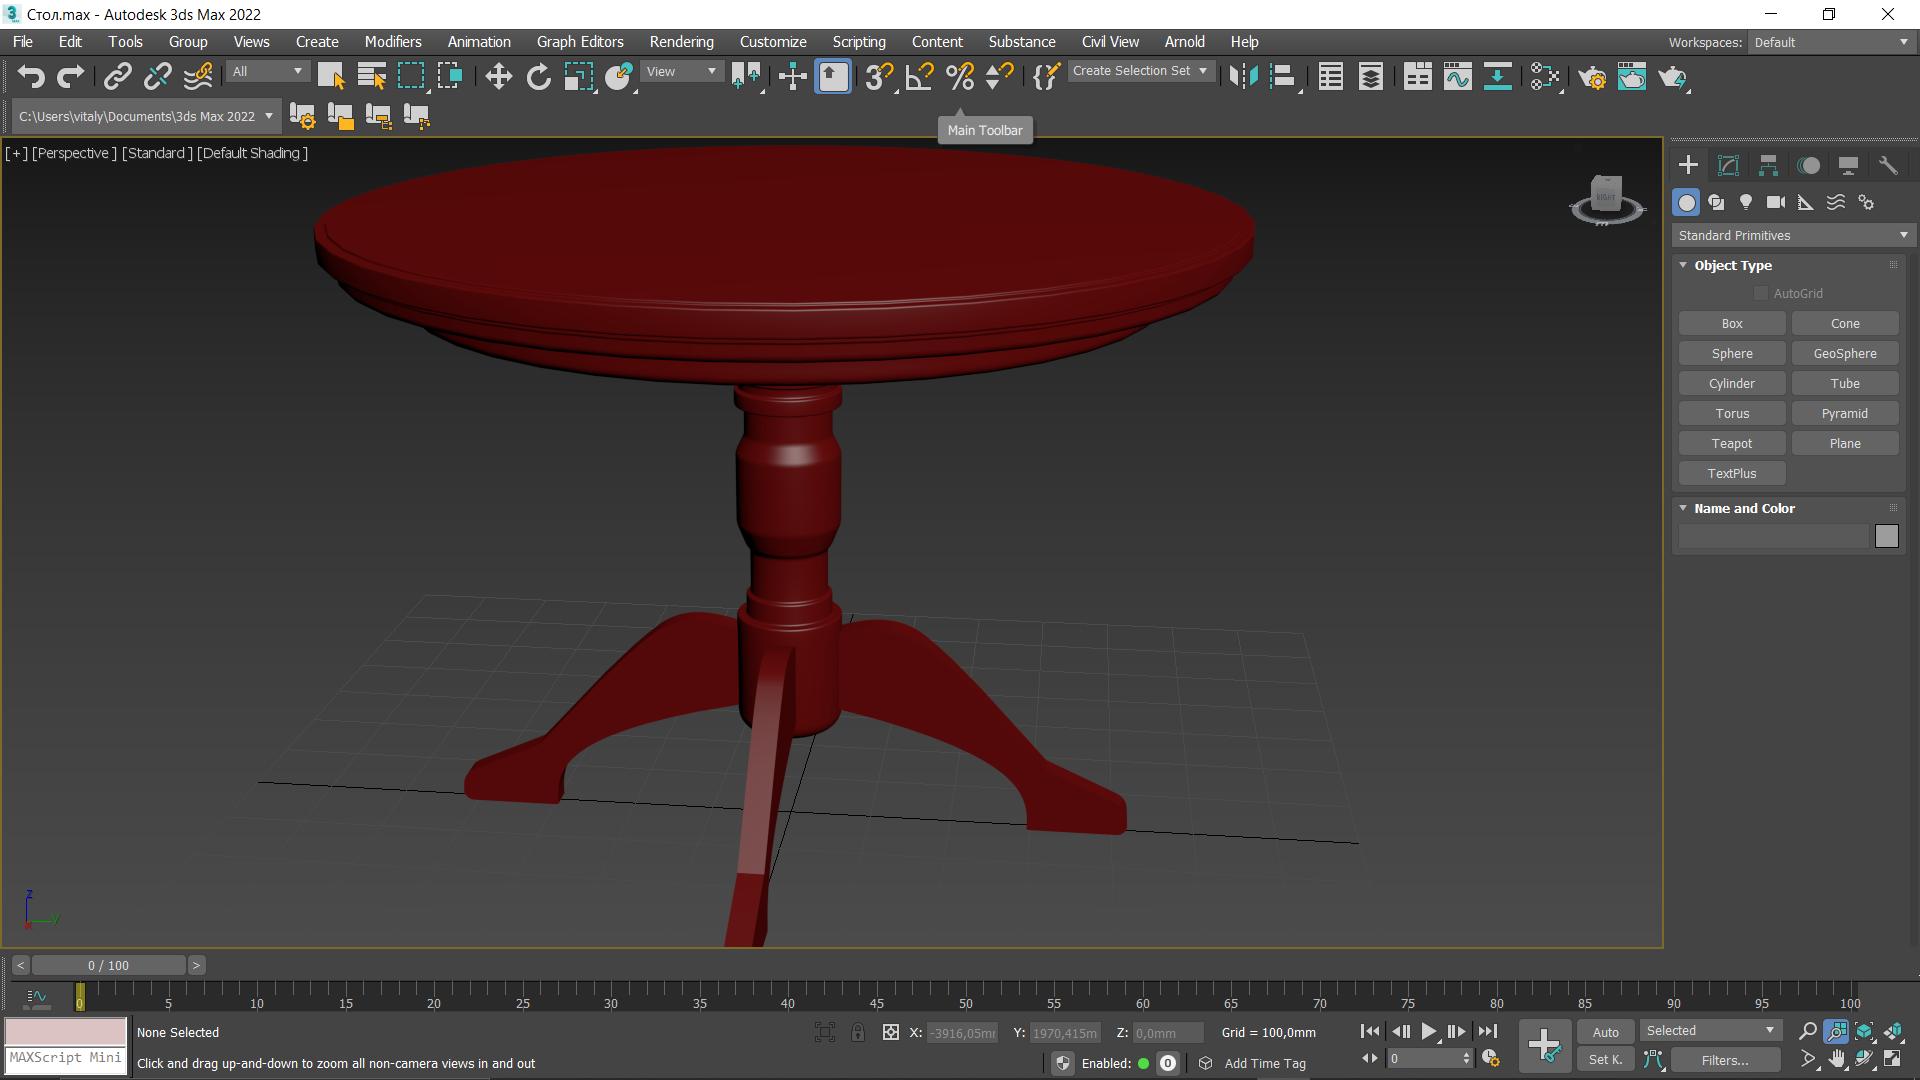 Стол.max - Autodesk 3ds Max 2022
File Edit Tools Group Views Create Modifiers Animation Graph Editors Rendering Customize Scripting Content Substance Civil View Arnold Help Workspaces: Default
All View Create Selection Set
C:\Users\vitaly\Documents\3ds Max 2022
Main Toolbar
[+] [Perspective ] [Standard ] [Default Shading ]
RIGHT
Standard Primitives
Object Type
AutoGrid
Box Cone
Sphere GeoSphere
Cylinder Tube
Torus Pyramid
Teapot Plane
TextPlus
Name and Color
z
y
x
< 0 / 100 >
0 5 10 15 20 25 30 35 40 45 50 55 60 65 70 75 80 85 90 95 100
None Selected X: -3916,05mr Y: 1970,415m Z: 0,0mm Grid = 100,0mm Auto Selected
MAXScript Mini Click and drag up-and-down to zoom all non-camera views in and out Enabled: 0 Add Time Tag 0 Set K. Filters...